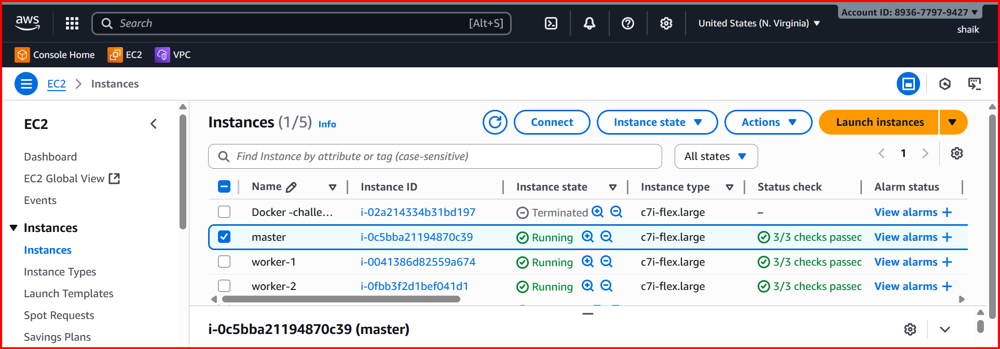 aws
Search [Alt+S]
United States (N. Virginia) ▼
Account ID: 8936-7797-9427 ▼
shaik
Console Home EC2 VPC
EC2 > Instances
EC2
Dashboard
EC2 Global View
Events
Instances
Instances
Instance Types
Launch Templates
Spot Requests
Savings Plans
Instances (1/5) Info
Connect Instance state Actions Launch instances
Find Instance by attribute or tag (case-sensitive) All states 1
Name Instance ID Instance state Instance type Status check Alarm status
Docker -challe... i-02a214334b31bd197 Terminated c7i-flex.large – View alarms +
master i-0c5bba21194870c39 Running c7i-flex.large 3/3 checks passed View alarms +
worker-1 i-0041386d82559a674 Running c7i-flex.large 3/3 checks passed View alarms +
worker-2 i-0fbb3f2d1bef041d1 Running c7i-flex.large 3/3 checks passed View alarms +
i-0c5bba21194870c39 (master)